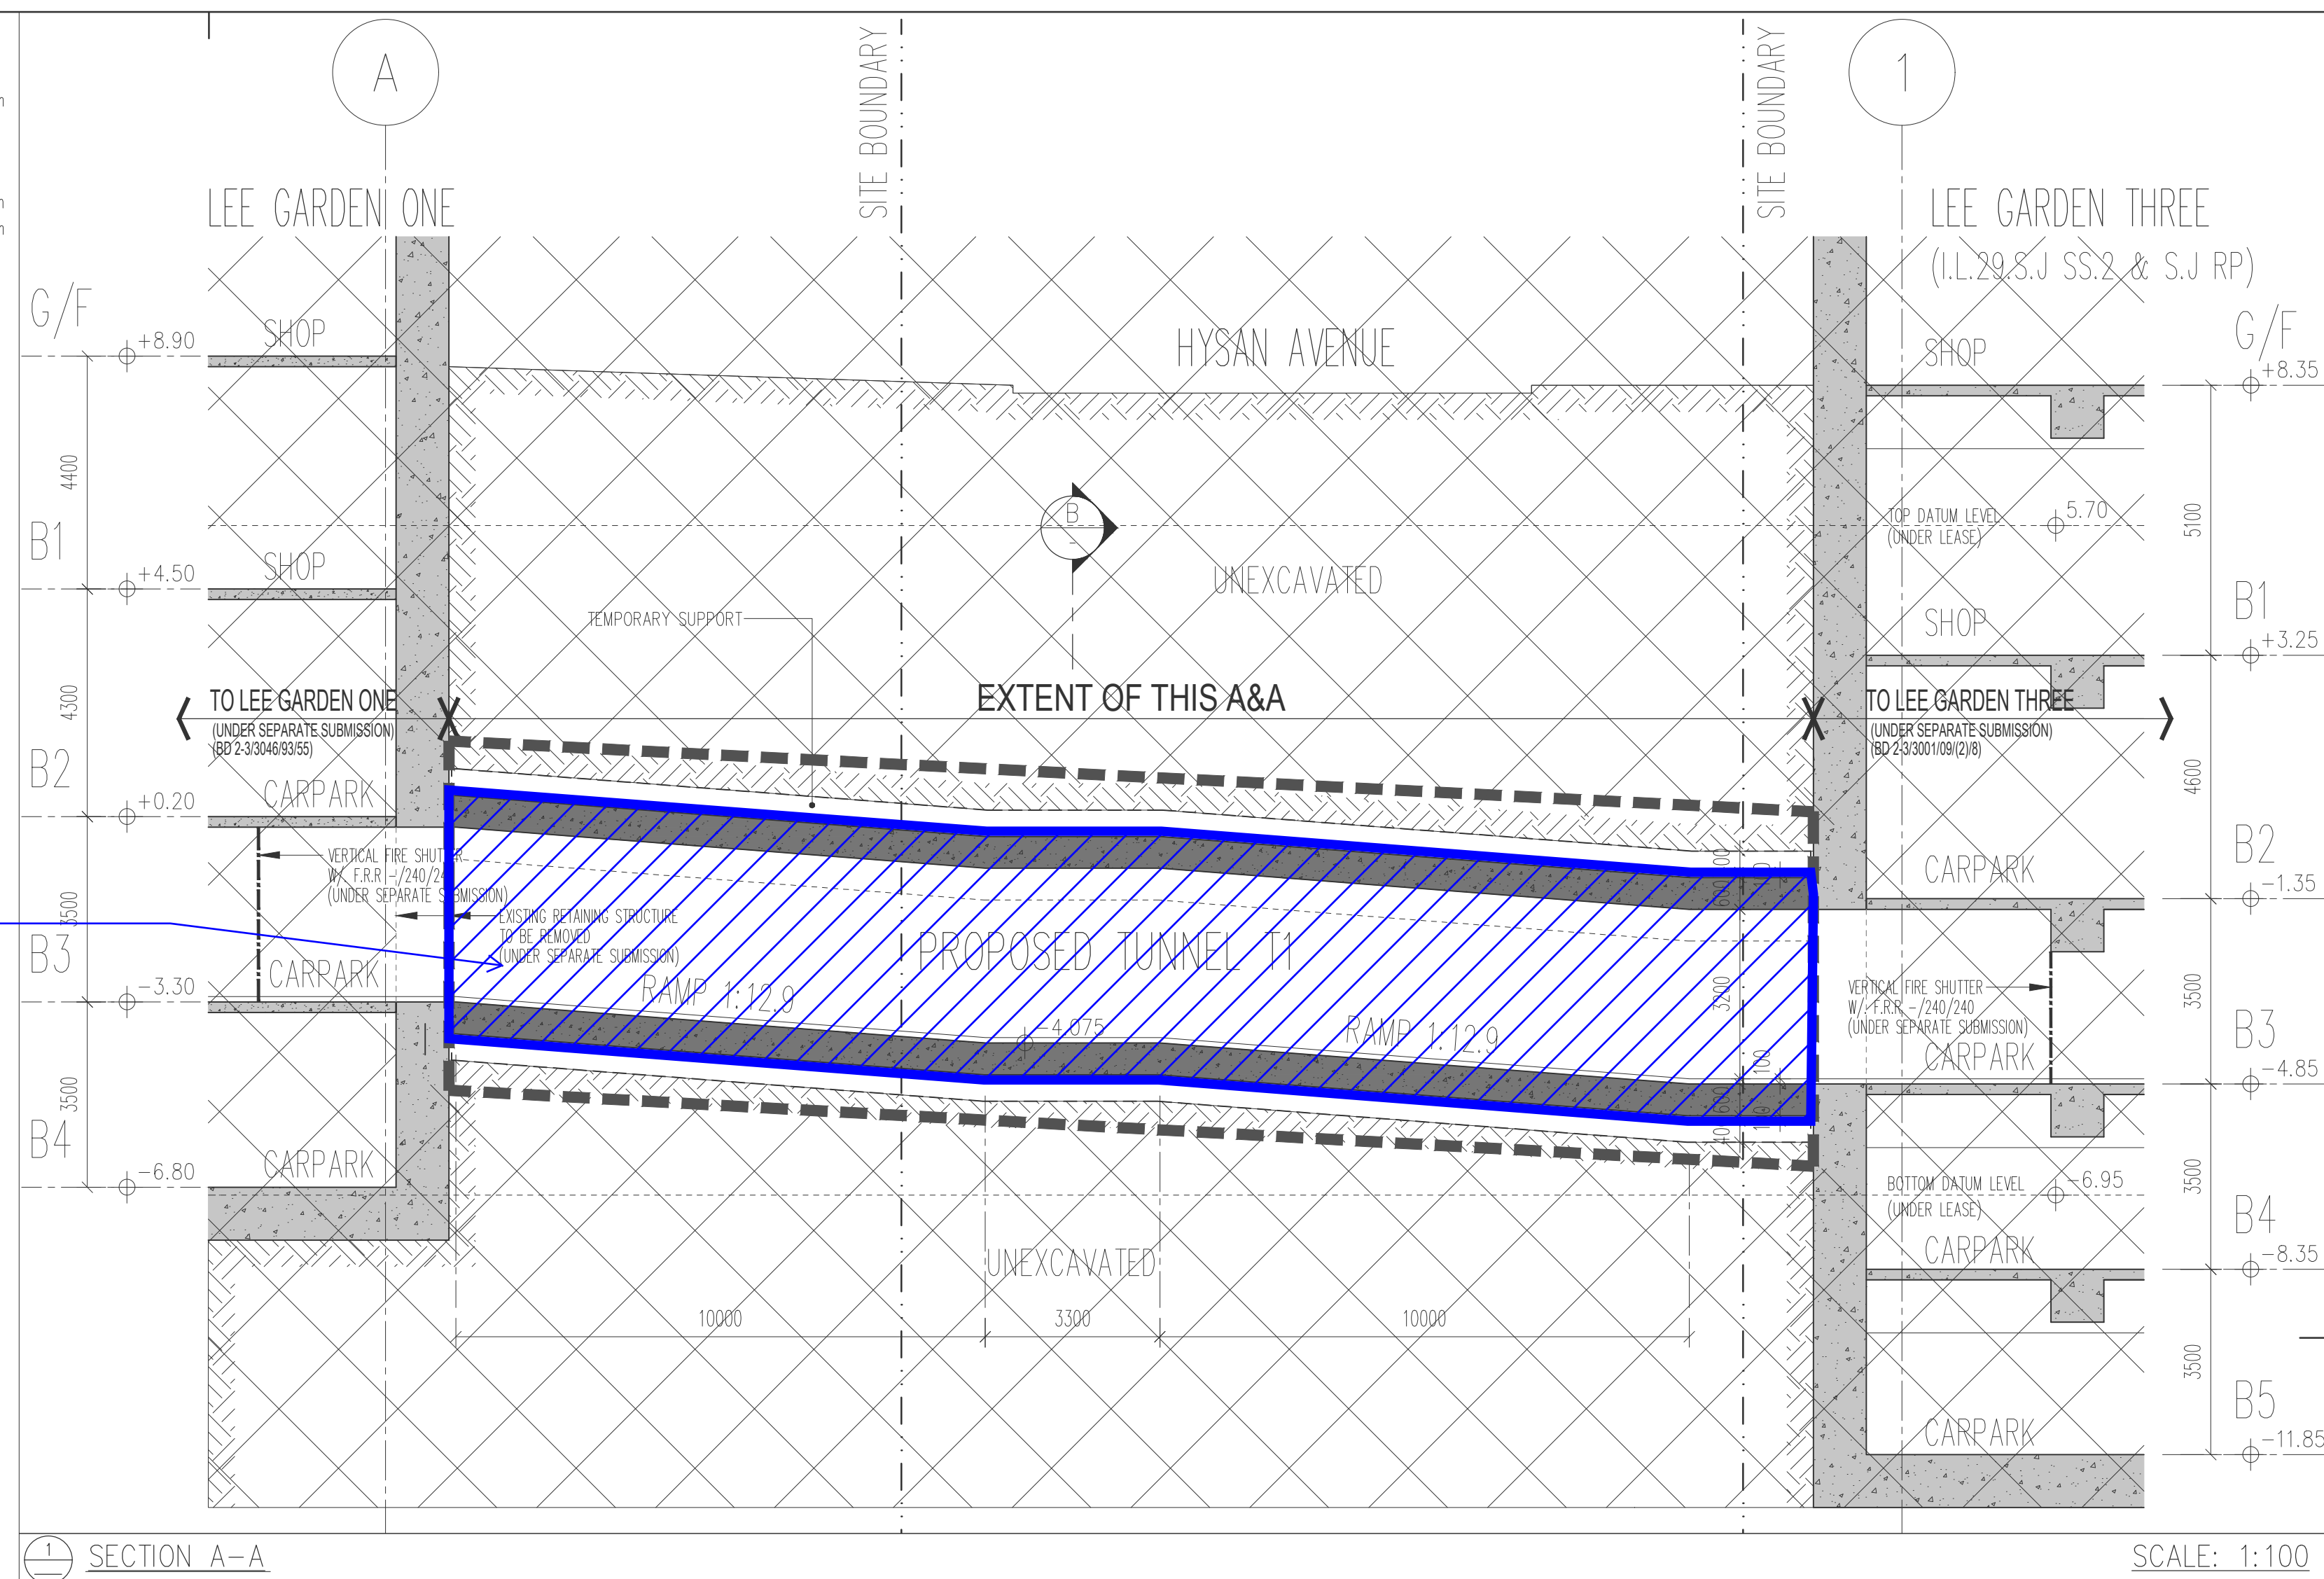 A
SITE BOUNDARY
SITE BOUNDARY
1
LEE GARDEN ONE
LEE GARDEN THREE
(I.L.29.S.J SS.2 & S.J RP)
G/F
+8.90
SHOP
HYSAN AVENUE
SHOP
G/F
+8.35
4400
B1
+4.50
SHOP
B
-
UNEXCAVATED
TEMPORARY SUPPORT
TOP DATUM LEVEL
(UNDER LEASE)
5.70
5100
SHOP
B1
+3.25
4300
TO LEE GARDEN ONE
(UNDER SEPARATE SUBMISSION)
(BD 2-3/3046/93/55)
EXTENT OF THIS A&A
TO LEE GARDEN THREE
(UNDER SEPARATE SUBMISSION)
(BD 2-3/3001/09/(2)/8)
4600
B2
+0.20
CARPARK
CARPARK
B2
-1.35
VERTICAL FIRE SHUTTER
W/. F.R.R -/240/24
(UNDER SEPARATE SUBMISSION)
3500
EXISTING RETAINING STRUCTURE
TO BE REMOVED
(UNDER SEPARATE SUBMISSION)
PROPOSED TUNNEL T1
B3
-3.30
CARPARK
RAMP 1:12.9
-4.075
RAMP 1:12.9
600
3200
100
600
VERTICAL FIRE SHUTTER
W/. F.R.R -/240/240
(UNDER SEPARATE SUBMISSION)
CARPARK
3500
B3
-4.85
3500
B4
-6.80
CARPARK
BOTTOM DATUM LEVEL
(UNDER LEASE)
-6.95
CARPARK
3500
B4
-8.35
UNEXCAVATED
10000
3300
10000
3500
CARPARK
B5
-11.85
1
SECTION A-A
SCALE: 1:100